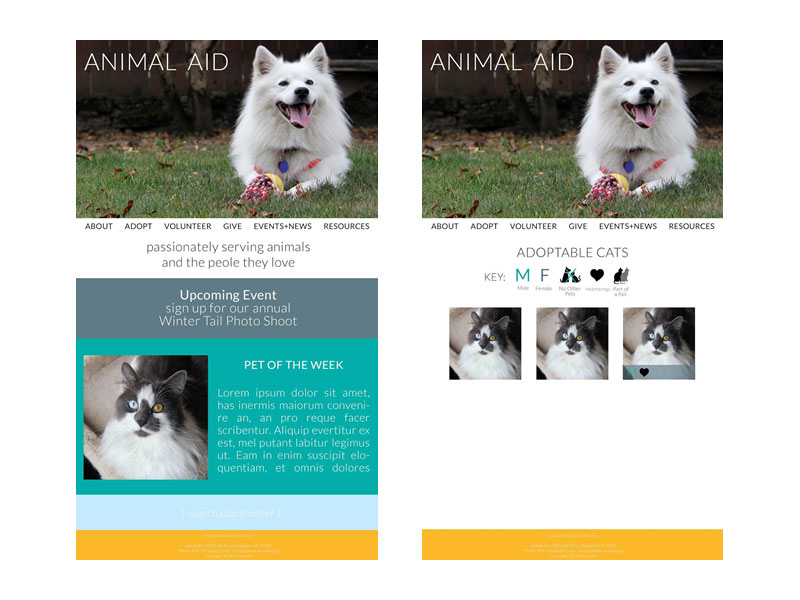 ANIMAL AID
ABOUT ADOPT VOLUNTEER GIVE EVENTS+NEWS RESOURCES
passionately serving animals
and the peole they love
Upcoming Event
sign up for our annual
Winter Tail Photo Shoot
PET OF THE WEEK
Lorem ipsum dolor sit amet,
has inermis maiorum conveni-
re an, an pro reque facer
scribentur. Aliquip evertitur ex
est, mel putant labitur legimus
ut. Eam in enim suscipit elo-
quentiam, et omnis dolores
[ search placeholder ]
ANIMAL AID
ABOUT ADOPT VOLUNTEER GIVE EVENTS+NEWS RESOURCES
ADOPTABLE CATS
KEY: M F
Male Female No Other
Pets
Part of
a Pair